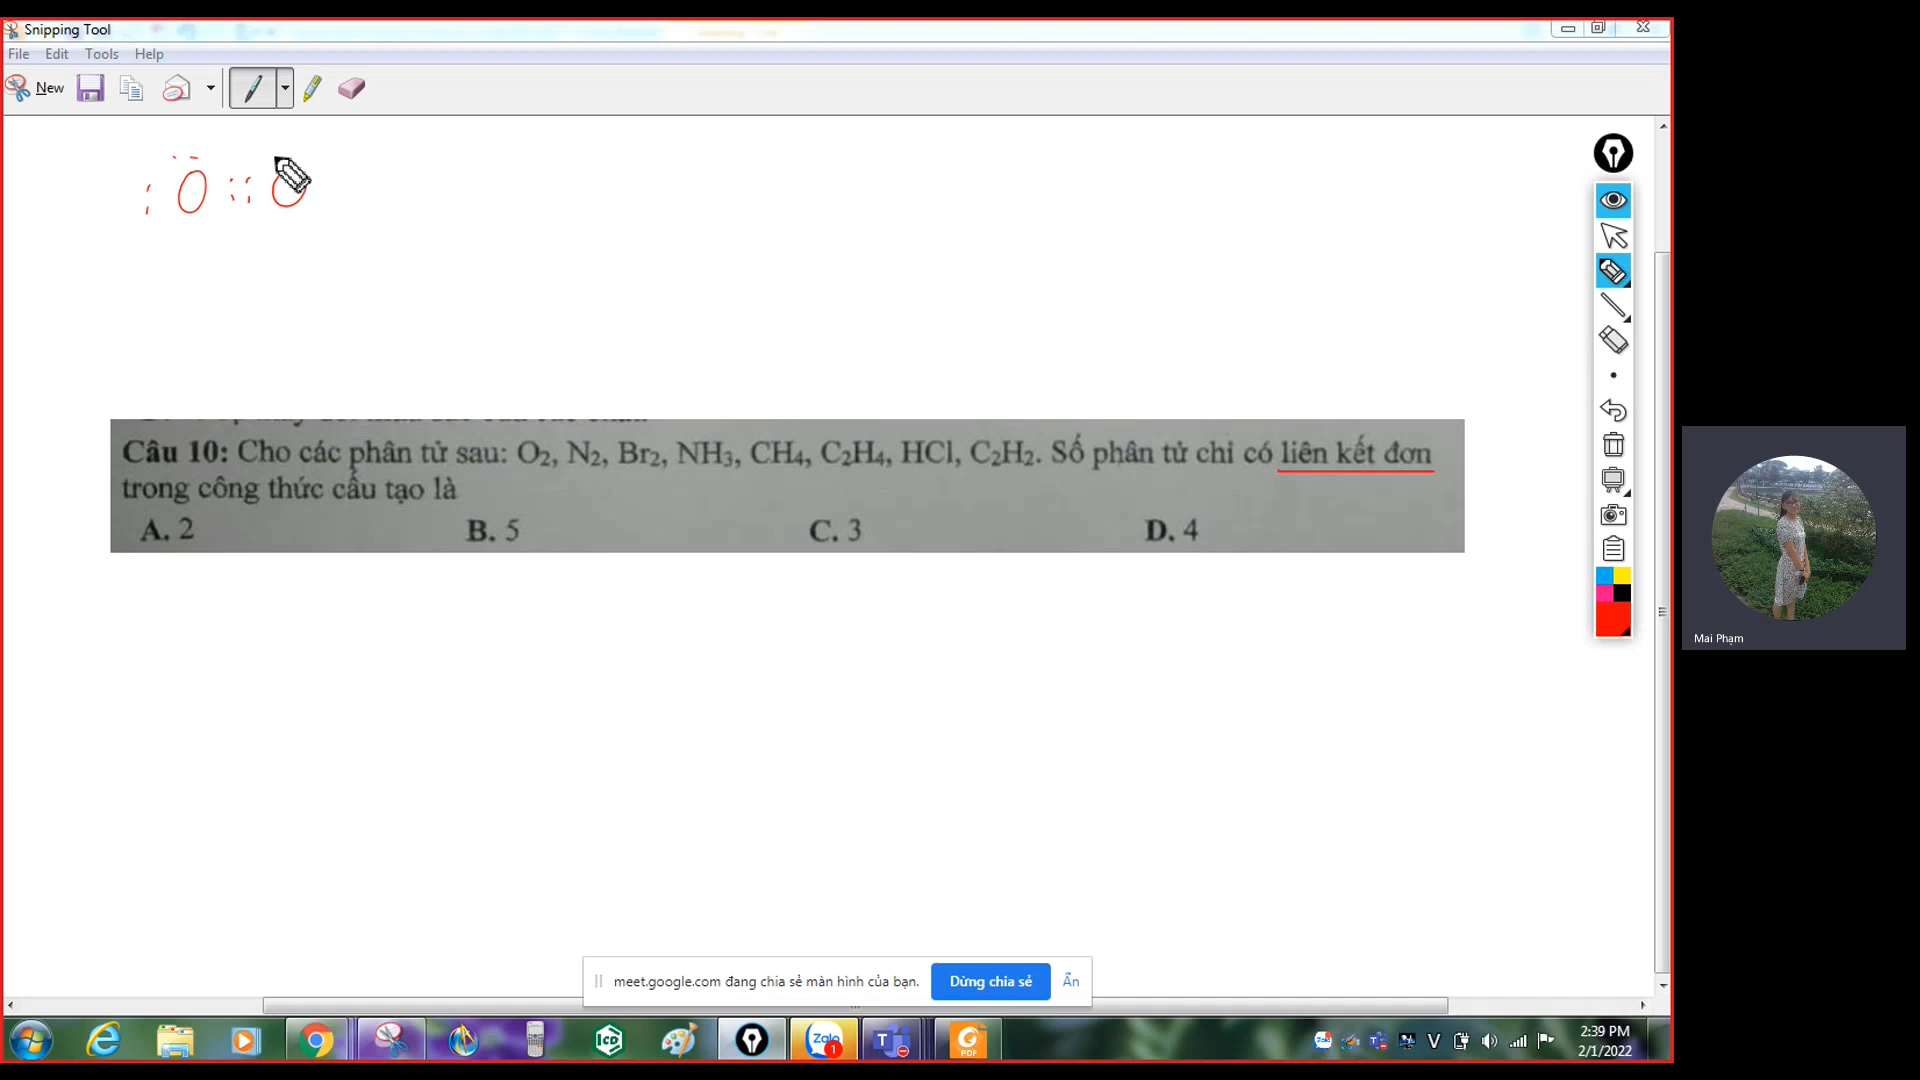 Snipping Tool
File Edit Tools Help
New
: O :: O
Câu 10: Cho các phân tử sau: O₂, N₂, Br₂, NH₃, CH₄, C₂H₄, HCl, C₂H₂. Số phân tử chỉ có liên kết đơn
trong công thức cấu tạo là
A. 2 B. 5 C. 3 D. 4
Mai Phạm
meet.google.com đang chia sẻ màn hình của bạn. Dừng chia sẻ Ẩn
Zalo 1
PDF
2:39 PM
2/1/2022